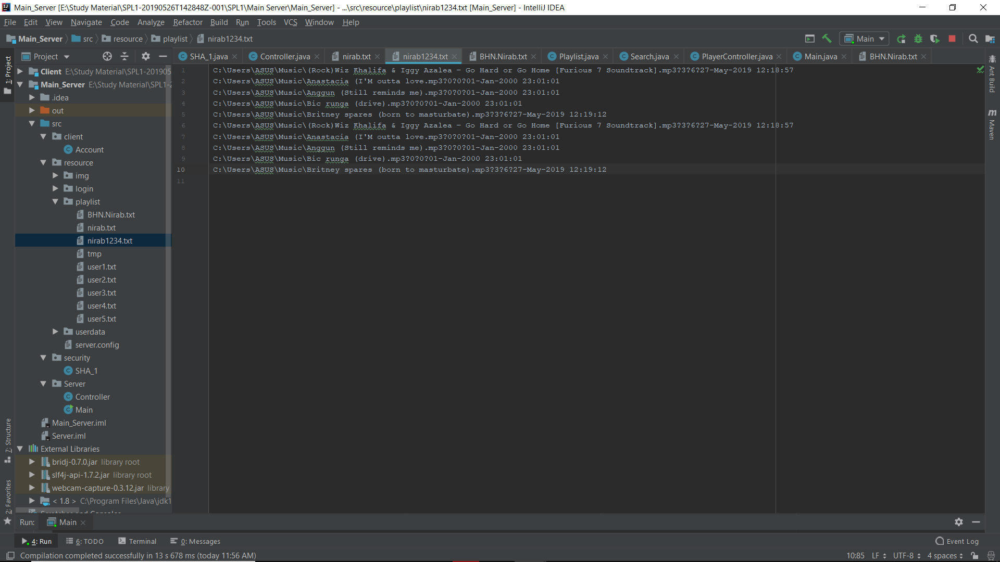 Main_Server [E:\Study Material\SPL1-20190526T142848Z-001\SPL1\Main Server\Main_Server] - ...\src\resource\playlist\nirab1234.txt [Main_Server] - IntelliJ IDEA
File Edit View Navigate Code Analyze Refactor Build Run Tools VCS Window Help
Main_Server src resource playlist nirab1234.txt Main
Project SHA_1.java Controller.java nirab.txt nirab1234.txt BHN.Nirab.txt Playlist.java Search.java PlayerController.java Main.java BHN.Nirab.txt
1: Project
7: Structure
2: Favorites
Client E:\Study Material\SPL1-201905
Main_Server E:\Study Material\SPL1-2
.idea
out
src
client
Account
resource
img
login
playlist
BHN.Nirab.txt
nirab.txt
nirab1234.txt
tmp
user1.txt
user2.txt
user3.txt
user4.txt
user5.txt
userdata
server.config
security
SHA_1
Server
Controller
Main
Main_Server.iml
Server.iml
External Libraries
bridj-0.7.0.jar library root
slf4j-api-1.7.2.jar library root
webcam-capture-0.3.12.jar library
< 1.8 > C:\Program Files\Java\jdk1
1 C:\Users\ASUS\Music\(Rock)Wiz Khalifa & Iggy Azalea - Go Hard or Go Home [Furious 7 Soundtrack].mp3?3?6?27-May-2019 12:18:57
2 C:\Users\ASUS\Music\Anastacia (I'M outta love.mp3?0?0?01-Jan-2000 23:01:01
3 C:\Users\ASUS\Music\Anggun (Still reminds me).mp3?0?0?01-Jan-2000 23:01:01
4 C:\Users\ASUS\Music\Bic runga (drive).mp3?0?0?01-Jan-2000 23:01:01
5 C:\Users\ASUS\Music\Britney spares (born to masturbate).mp3?3?6?27-May-2019 12:19:12
6 C:\Users\ASUS\Music\(Rock)Wiz Khalifa & Iggy Azalea - Go Hard or Go Home [Furious 7 Soundtrack].mp3?3?6?27-May-2019 12:18:57
7 C:\Users\ASUS\Music\Anastacia (I'M outta love.mp3?0?0?01-Jan-2000 23:01:01
8 C:\Users\ASUS\Music\Anggun (Still reminds me).mp3?0?0?01-Jan-2000 23:01:01
9 C:\Users\ASUS\Music\Bic runga (drive).mp3?0?0?01-Jan-2000 23:01:01
10 C:\Users\ASUS\Music\Britney spares (born to masturbate).mp3?3?6?27-May-2019 12:19:12
11
Ant Build
Maven
Run: Main
4: Run 6: TODO Terminal 0: Messages Event Log
Compilation completed successfully in 13 s 678 ms (today 11:56 AM) 10:85 LF UTF-8 4 spaces